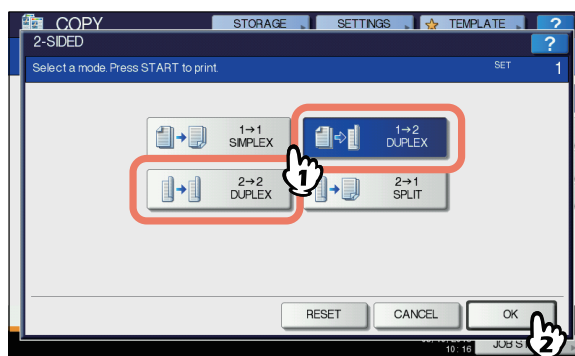 COPY STORAGE SETTINGS TEMPLATE ?
2-SIDED ?
Select a mode. Press START to print. SET 1
1→1 SIMPLEX
1→2 DUPLEX
1
2→2 DUPLEX
2→1 SPLIT
RESET CANCEL OK
2
10:16 JOB S